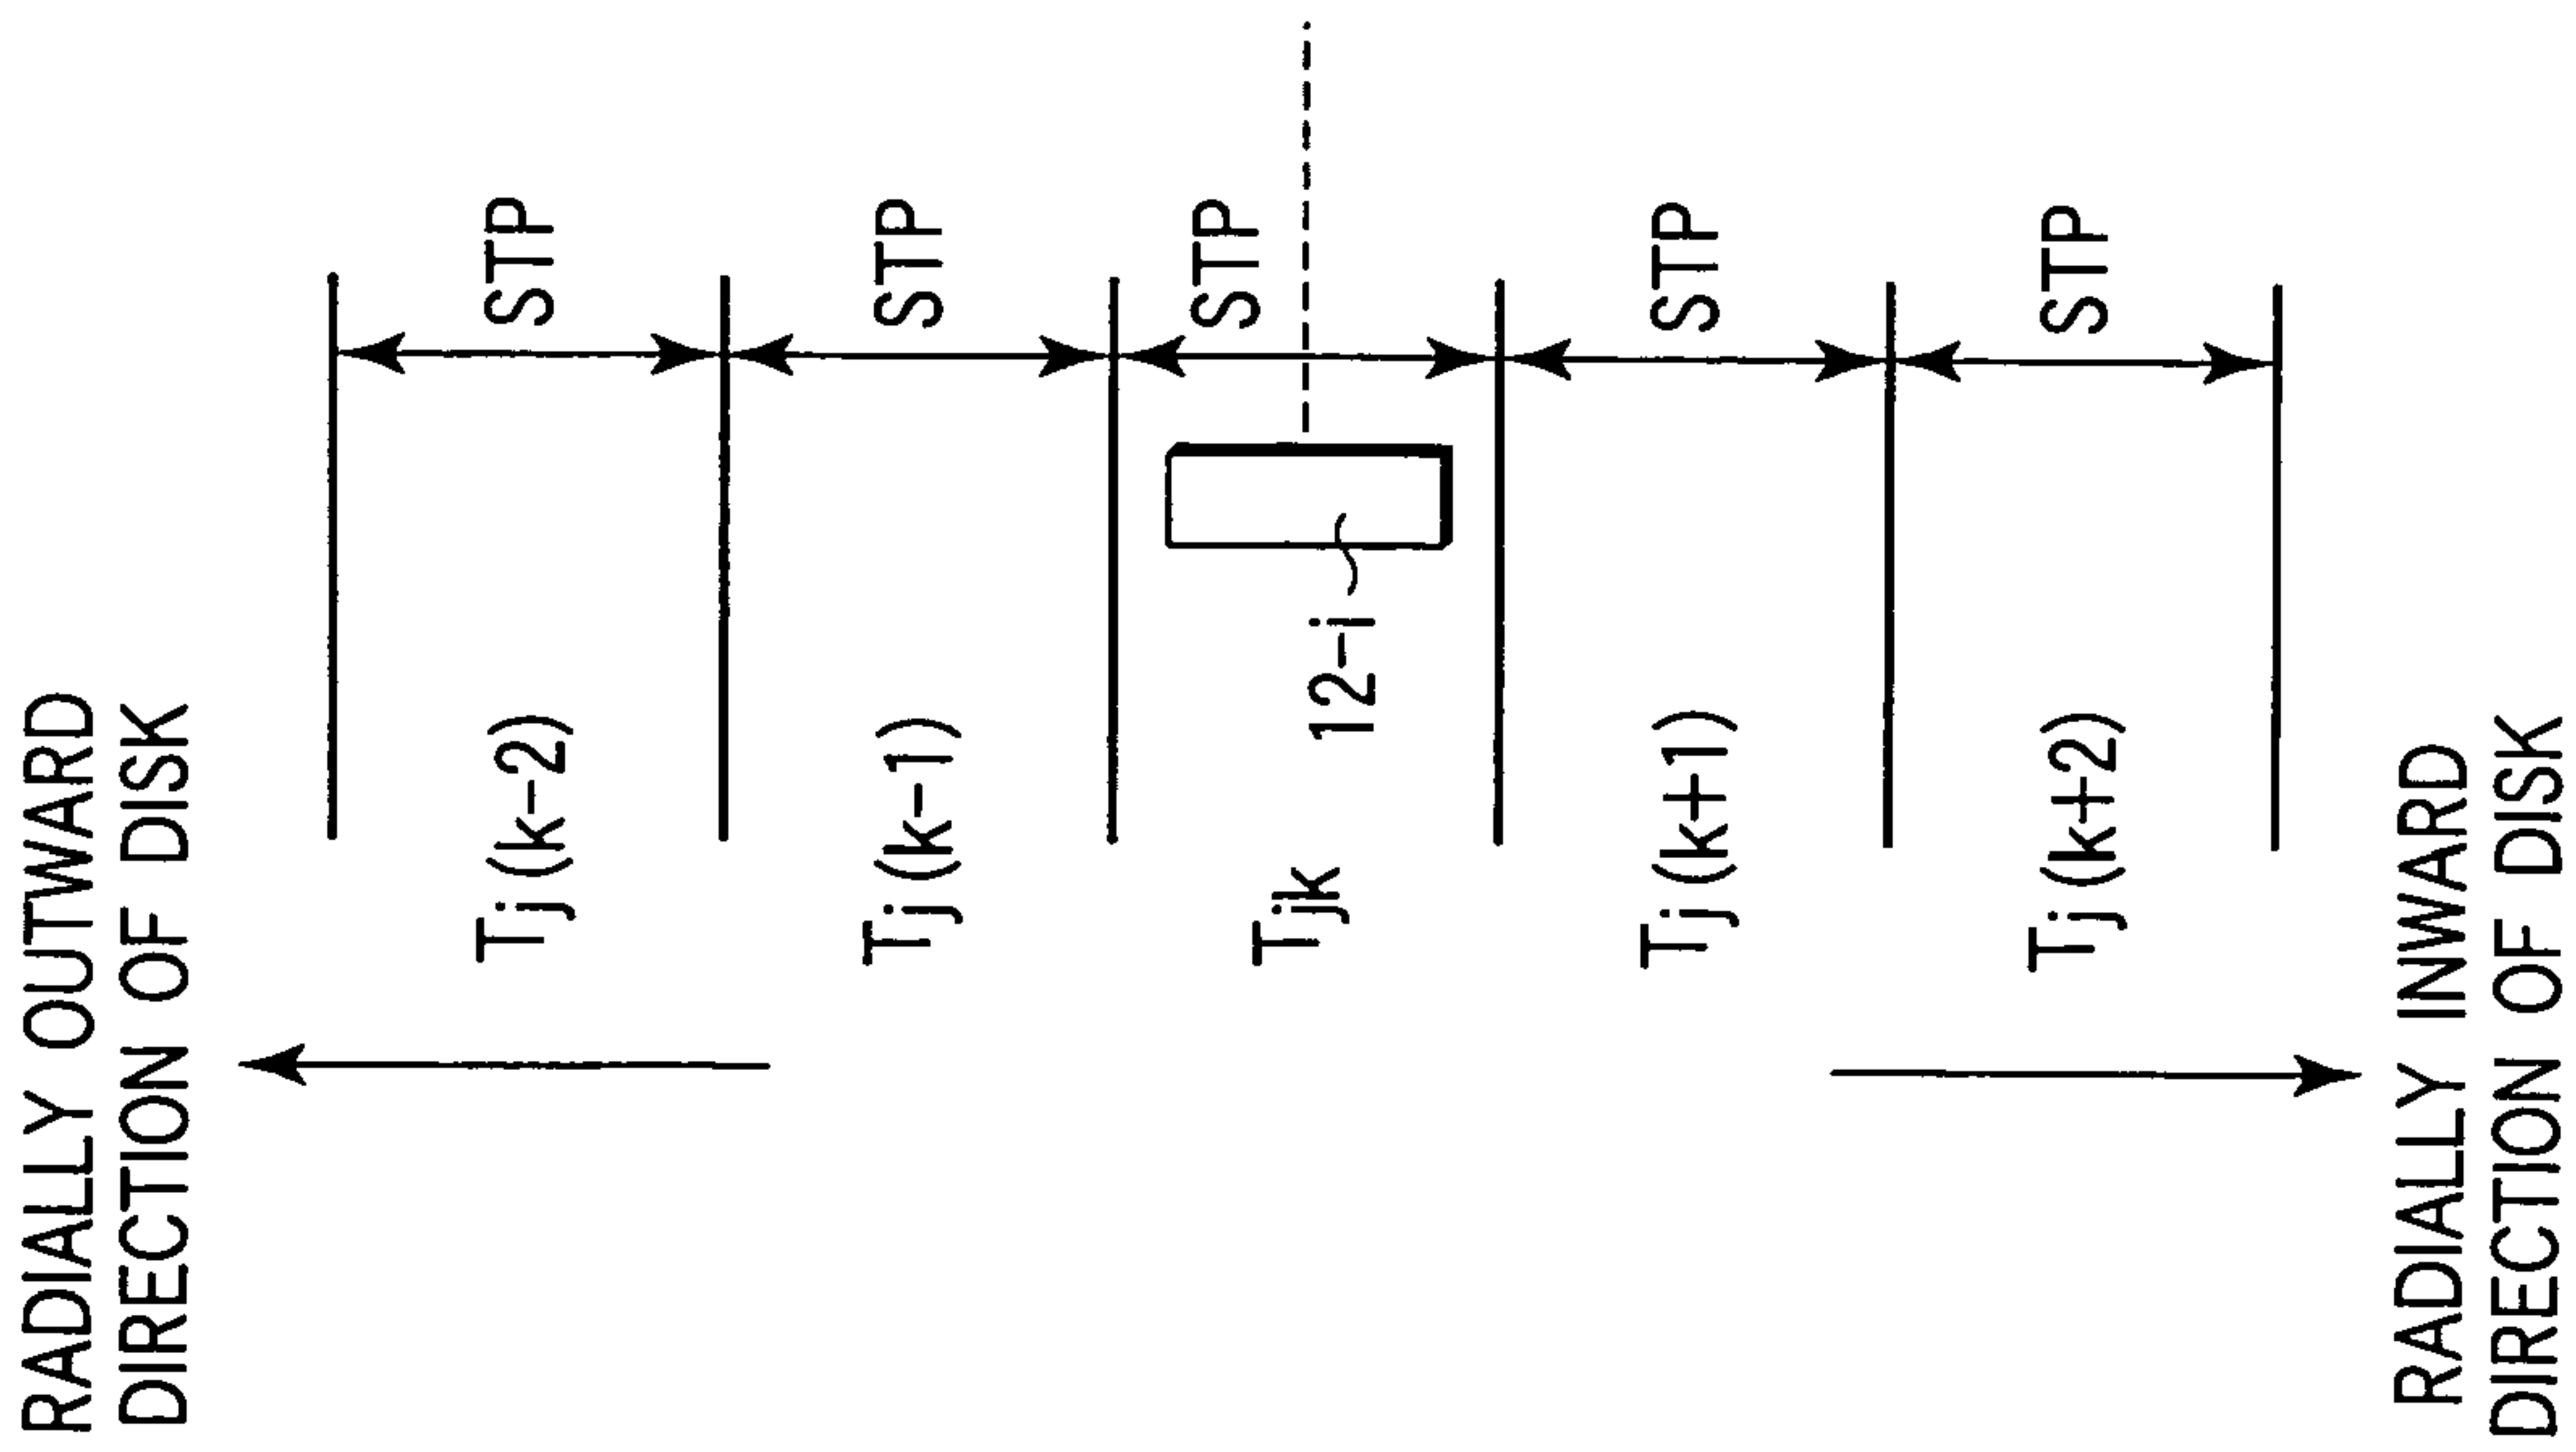 RADIALLY OUTWARD
DIRECTION OF DISK
Tj (k-2)
STP
Tj (k-1)
STP
Tjk
STP
12-i
Tj (k+1)
STP
Tj (k+2)
STP
RADIALLY INWARD
DIRECTION OF DISK